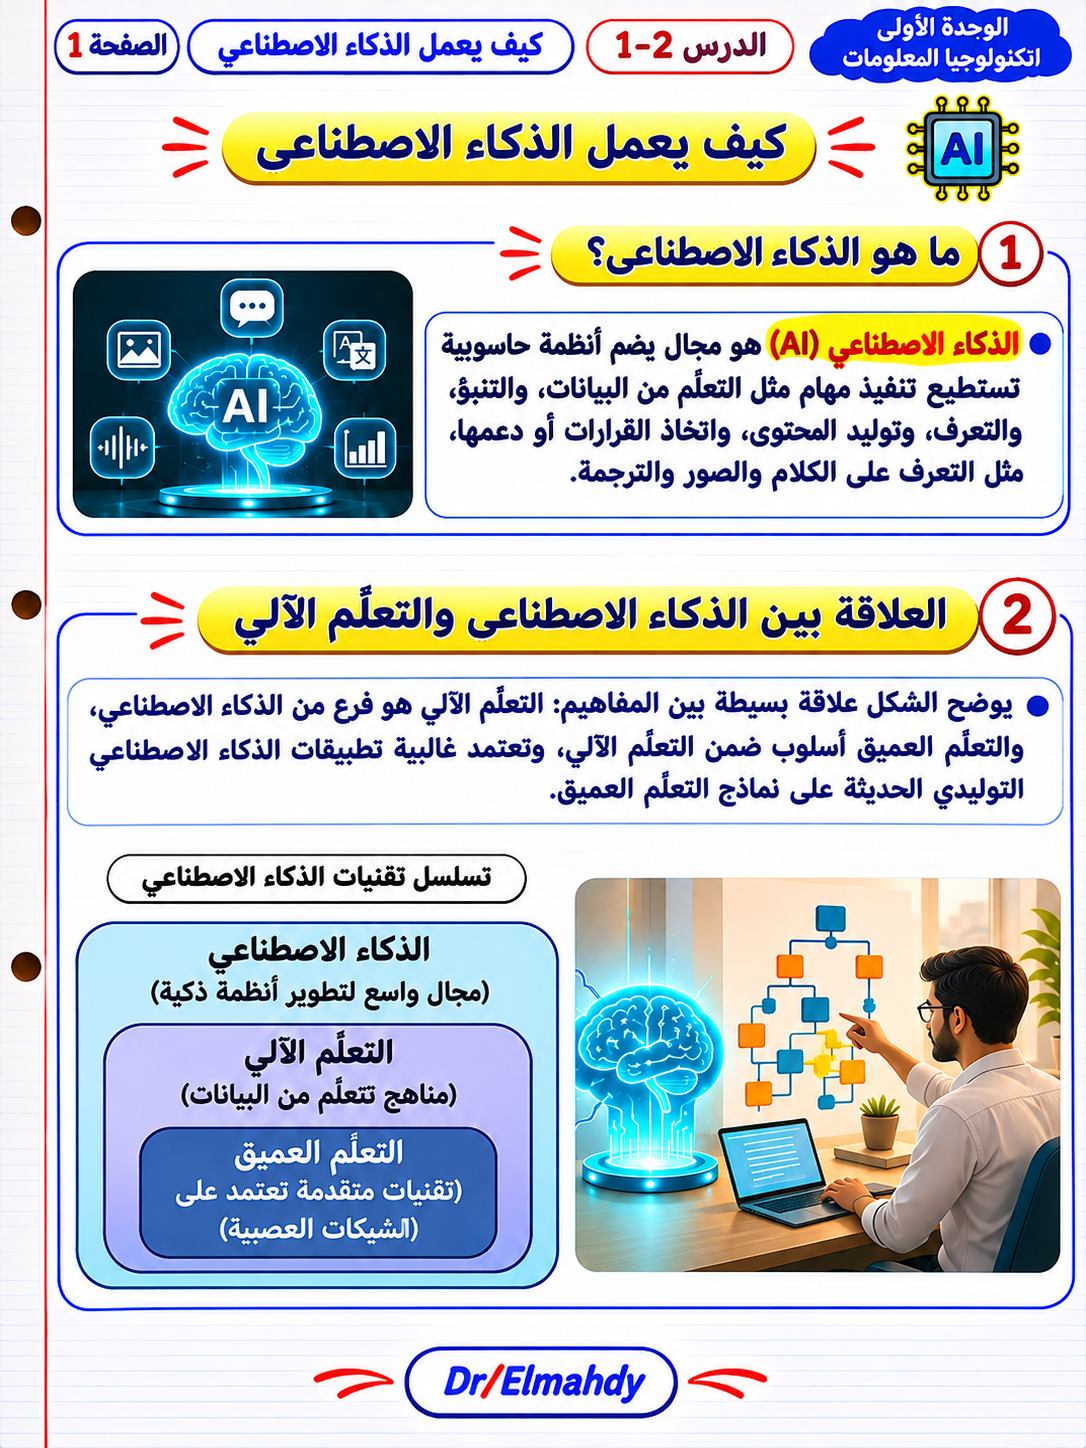 الوجدة الأولى
اتكنولوجيا المعلومات
الدرس 2-1
كيف يعمل الذكاء الاصطناعي
الصفحة 1
كيف يعمل الذكاء الاصطناعي
AI
1
ما هو الذكاء الاصطناعى؟
الذكاء الاصطناعي (AI) هو مجال يضم أنظمة حاسوبية
تستطيع تنفيذ مهام مثل التعلَّم من البيانات، والتنبؤ،
والتعرف، وتوليد المحتوى، واتخاذ القرارات أو دعمها،
مثل التعرف على الكلام والصور والترجمة.
AI
A
文
2
العلاقة بين الذكاء الاصطناعى والتعلَّم الآلي
يوضح الشكل علاقة بسيطة بين المفاهيم: التعلَّم الآلي هو فرع من الذكاء الاصطناعي،
والتعلَّم العميق أسلوب ضمن التعلَّم الآلي، وتعتمد غالبية تطبيقات الذكاء الاصطناعي
التوليدي الحديثة على نماذج التعلَّم العميق.
تسلسل تقنيات الذكاء الاصطناعي
الذكاء الاصطناعي
(مجال واسع لتطوير أنظمة ذكية)
التعلَّم الآلي
(مناهج تتعلَّم من البيانات)
التعلَّم العميق
(تقنيات متقدمة تعتمد على
الشيكات العصبية)
Dr/Elmahdy